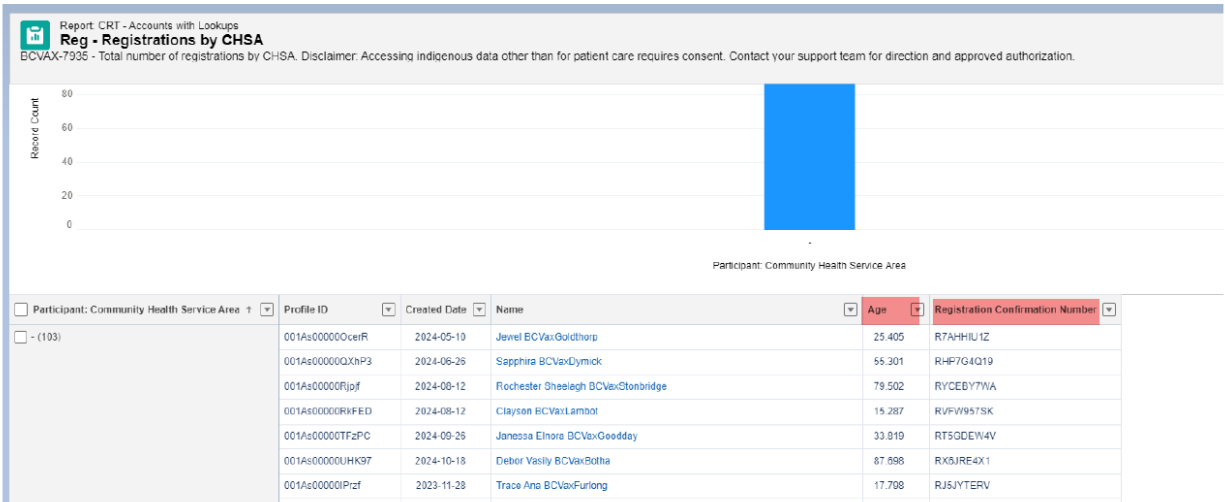 Report: CRT - Accounts with Lookups
Reg - Registrations by CHSA
BCVAX-7935 - Total number of registrations by CHSA. Disclaimer: Accessing indigenous data other than for patient care requires consent. Contact your support team for direction and approved authorization.
Record Count
80
60
40
20
0
-
Participant: Community Health Service Area
Participant: Community Health Service Area ↑ Profile ID Created Date Name Age Registration Confirmation Number
- (103) 001As00000OcerR 2024-05-10 Jewel BCVaxGoldthorp 25.405 R7AHHIU1Z
001As00000QXhP3 2024-06-26 Sapphira BCVaxDymick 55.301 RHP7G4Q19
001As00000Rjpjf 2024-08-12 Rochester Sheelagh BCVaxStonbridge 79.502 RYCEBY7WA
001As00000RkFED 2024-08-12 Clayson BCVaxLambot 15.287 RVFW957SK
001As00000TFzPC 2024-09-26 Janessa Elnora BCVaxGoodday 33.819 RT5GDEW4V
001As00000UHK97 2024-10-18 Debor Vasily BCVaxBotha 87.698 RX6JRE4X1
001As00000IPrzf 2023-11-28 Trace Ana BCVaxFurlong 17.798 RJ5JYTERV